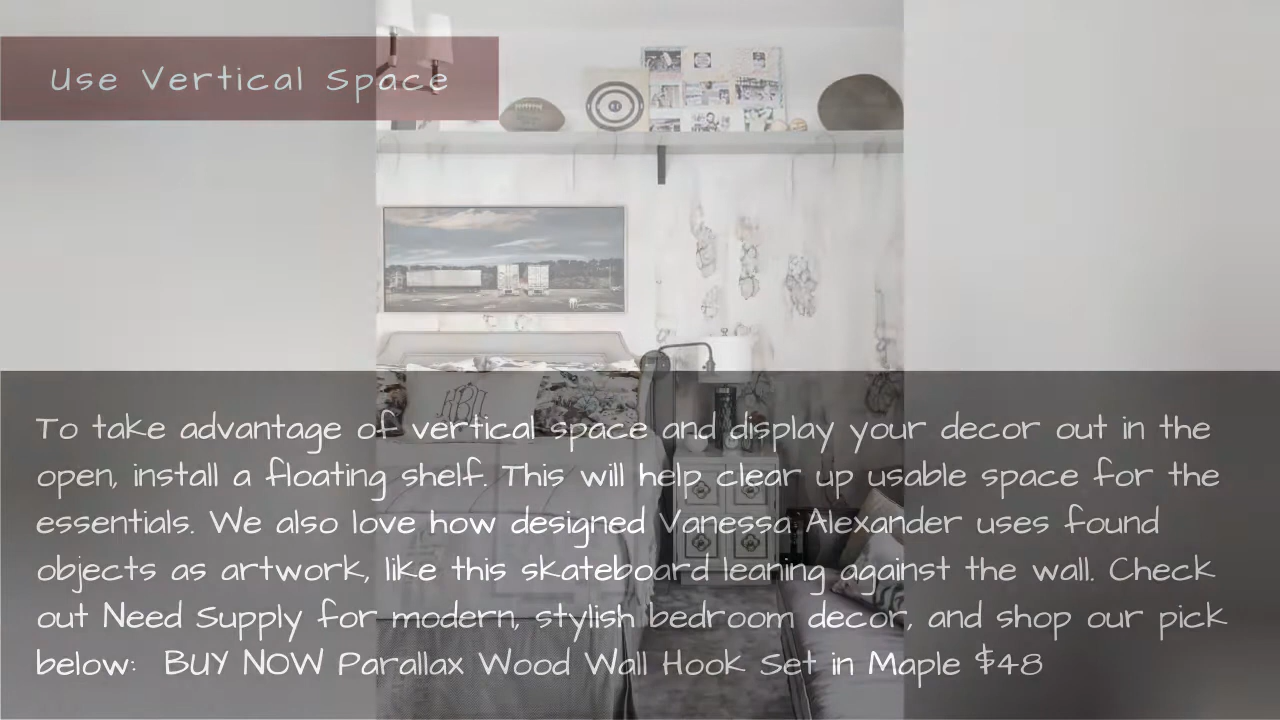 Use Vertical Space
To take advantage of vertical space and display your decor out in the
open, install a floating shelf. This will help clear up usable space for the
essentials. We also love how designed Vanessa Alexander uses found
objects as artwork, like this skateboard leaning against the wall. Check
out Need Supply for modern, stylish bedroom decor, and shop our pick
below:  BUY NOW Parallax Wood Wall Hook Set in Maple $48